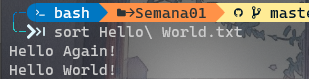 bash Semana01 maste
sort Hello\ World.txt
Hello Again!
Hello World!